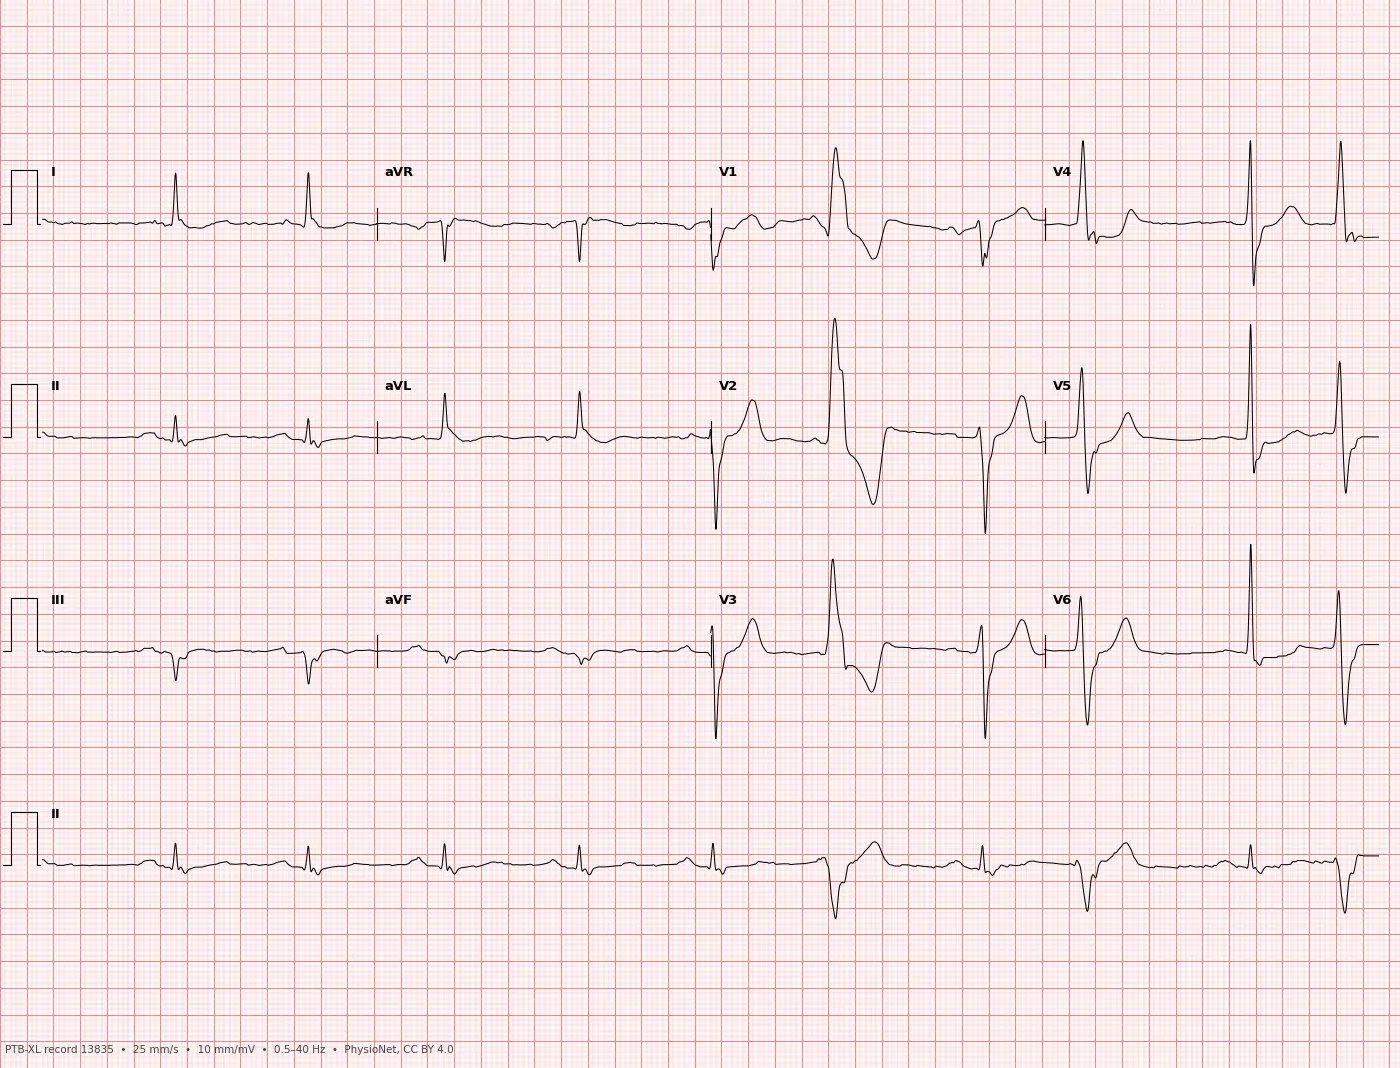 I aVR V1 V4
II aVL V2 V5
III aVF V3 V6
II
PTB-XL record 13835 • 25 mm/s • 10 mm/mV • 0.5–40 Hz • PhysioNet, CC BY 4.0